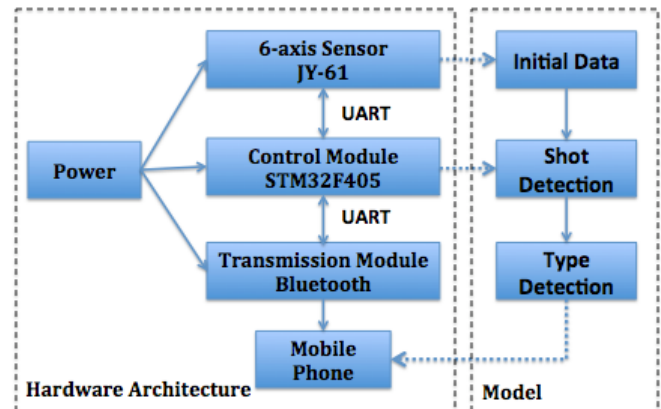 6-axis Sensor
JY-61
Initial Data
UART
Power
Control Module
STM32F405
Shot
Detection
UART
Transmission Module
Bluetooth
Type
Detection
Mobile
Phone
Hardware Architecture
Model